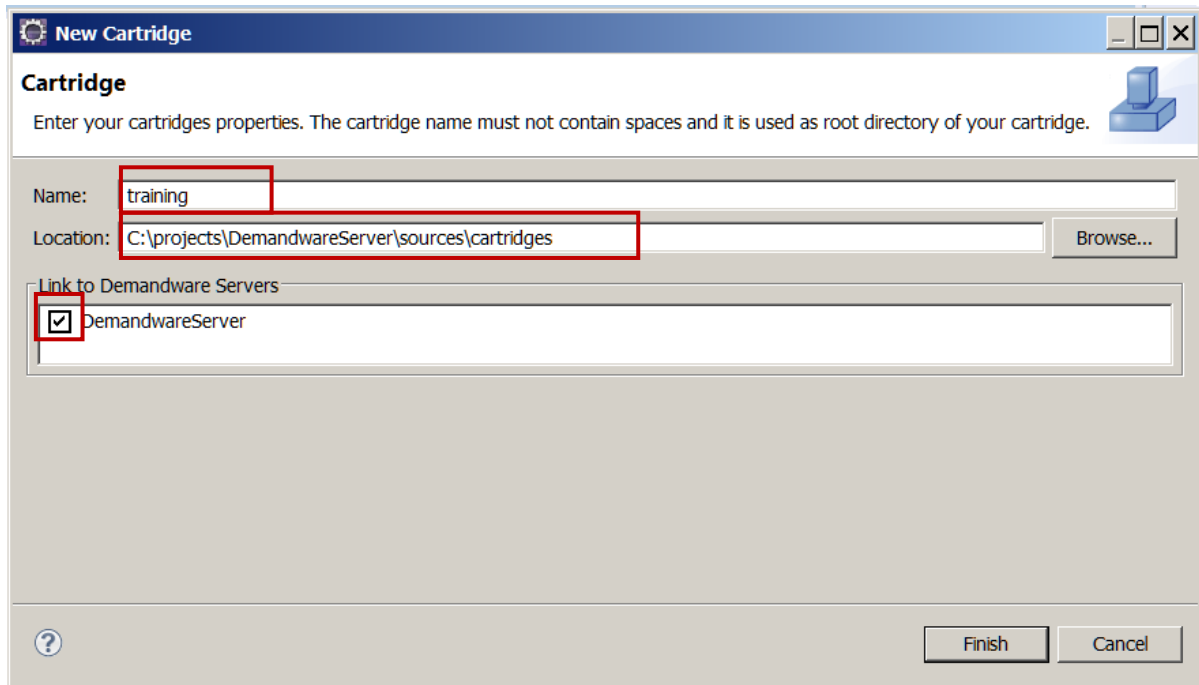 New Cartridge
Cartridge
Enter your cartridges properties. The cartridge name must not contain spaces and it is used as root directory of your cartridge.
Name: training
Location: C:\projects\DemandwareServer\sources\cartridges Browse...
Link to Demandware Servers
DemandwareServer
Finish Cancel